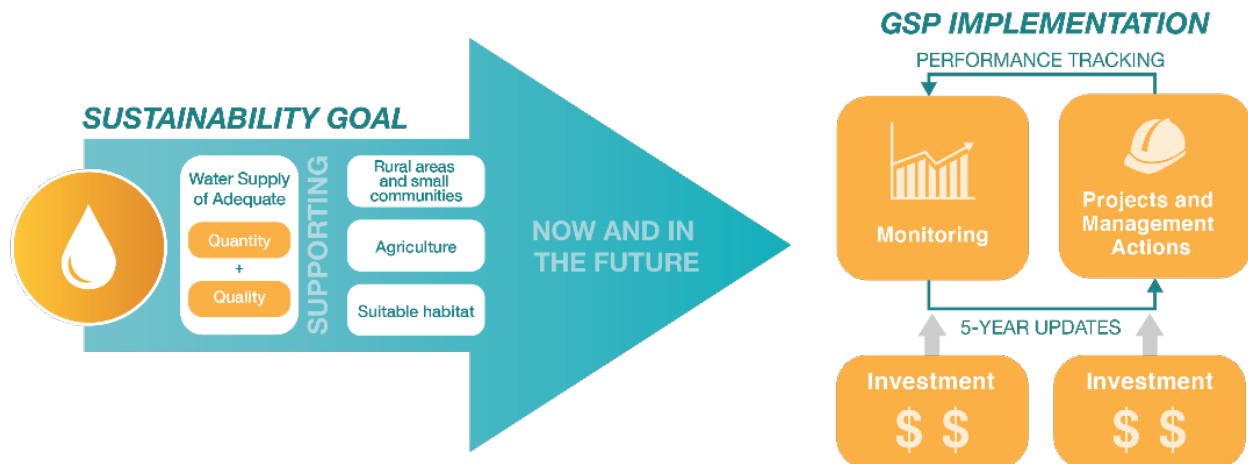 SUSTAINABILITY GOAL
Water Supply
of Adequate
Quantity
+
Quality
SUPPORTING
Rural areas
and small
communities
Agriculture
Suitable habitat
NOW AND IN
THE FUTURE
GSP IMPLEMENTATION
PERFORMANCE TRACKING
Monitoring
Projects and
Management
Actions
5-YEAR UPDATES
Investment
$ $
Investment
$ $